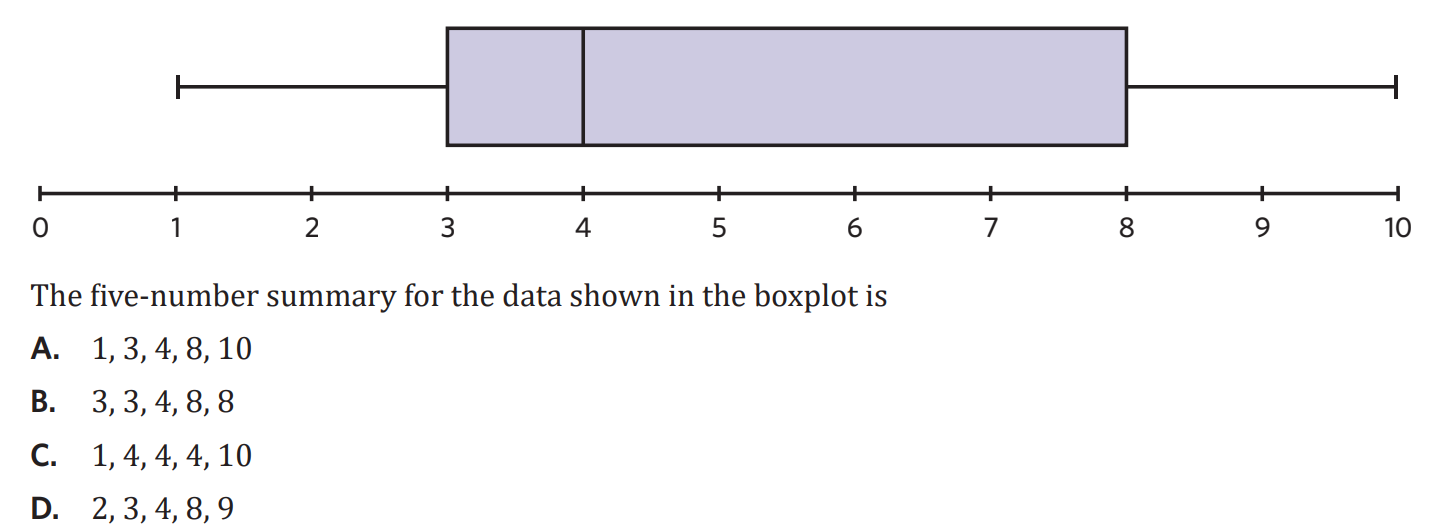 0 1 2 3 4 5 6 7 8 9 10
The five-number summary for the data shown in the boxplot is
A. 1, 3, 4, 8, 10
B. 3, 3, 4, 8, 8
C. 1, 4, 4, 4, 10
D. 2, 3, 4, 8, 9